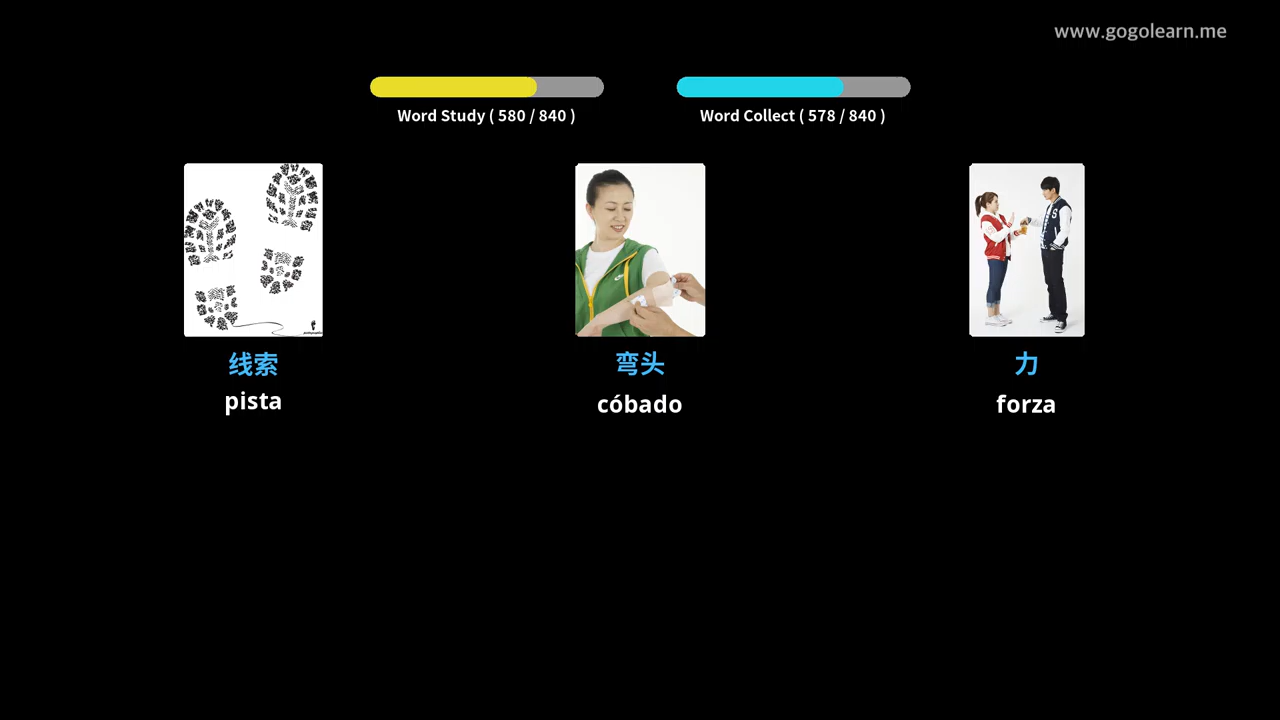 www.gogolearn.me
Word Study ( 580 / 840 )
Word Collect ( 578 / 840 )
线索
pista
弯头
cóbado
力
forza